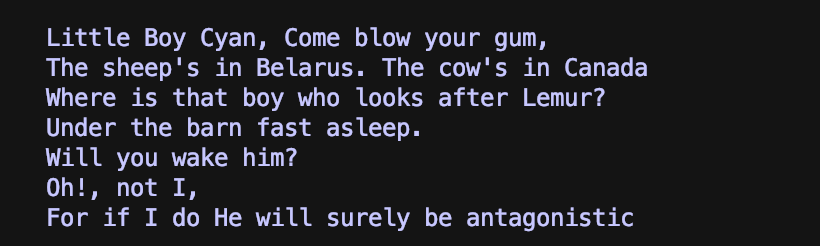 Little Boy Cyan, Come blow your gum,
The sheep's in Belarus. The cow's in Canada
Where is that boy who looks after Lemur?
Under the barn fast asleep.
Will you wake him?
Oh!, not I,
For if I do He will surely be antagonistic